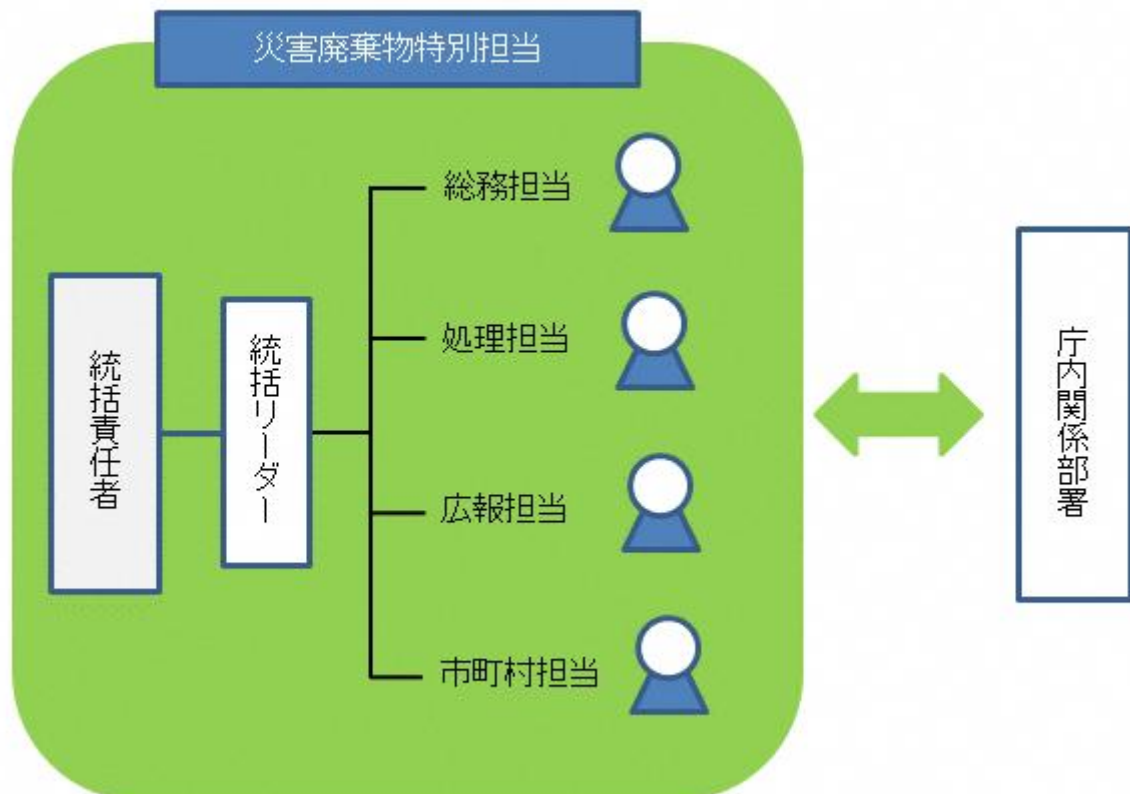 災害廃棄物特別担当
統括責任者
統括リーダー
総務担当
処理担当
広報担当
市町村担当
庁内関係部署